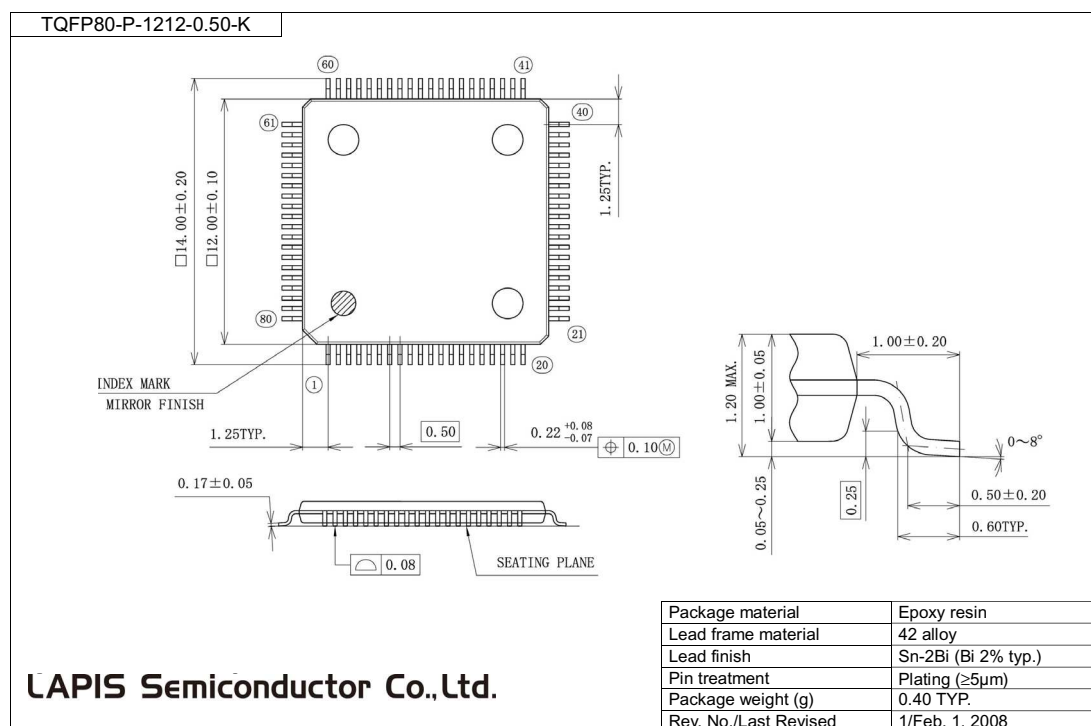 TQFP80-P-1212-0.50-K
60
41
61
40
□14.00±0.20
□12.00±0.10
1.25TYP.
80
21
1
20
INDEX MARK
MIRROR FINISH
1.25TYP.
0.50
0.22 +0.08 -0.07
⌖ 0.10Ⓜ
0.17±0.05
⌓ 0.08
SEATING PLANE
1.20 MAX.
1.00±0.05
1.00±0.20
0.05~0.25
0.25
0~8°
0.50±0.20
0.60TYP.
Package material Epoxy resin
Lead frame material 42 alloy
Lead finish Sn-2Bi (Bi 2% typ.)
Pin treatment Plating (≥5µm)
Package weight (g) 0.40 TYP.
Rev. No./Last Revised 1/Feb. 1, 2008
LAPIS Semiconductor Co.,Ltd.